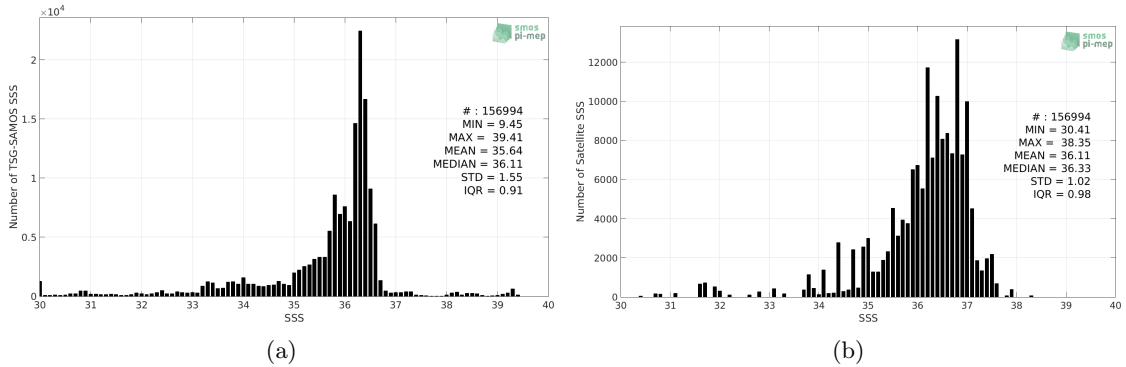 ×10⁴
smos
pi-mep
2
1.5
1
0.5
0
Number of TSG-SAMOS SSS
# : 156994
MIN = 9.45
MAX = 39.41
MEAN = 35.64
MEDIAN = 36.11
STD = 1.55
IQR = 0.91
30 31 32 33 34 35 36 37 38 39 40
SSS
(a)
smos
pi-mep
12000
10000
8000
6000
4000
2000
0
Number of Satellite SSS
# : 156994
MIN = 30.41
MAX = 38.35
MEAN = 36.11
MEDIAN = 36.33
STD = 1.02
IQR = 0.98
30 31 32 33 34 35 36 37 38 39 40
SSS
(b)